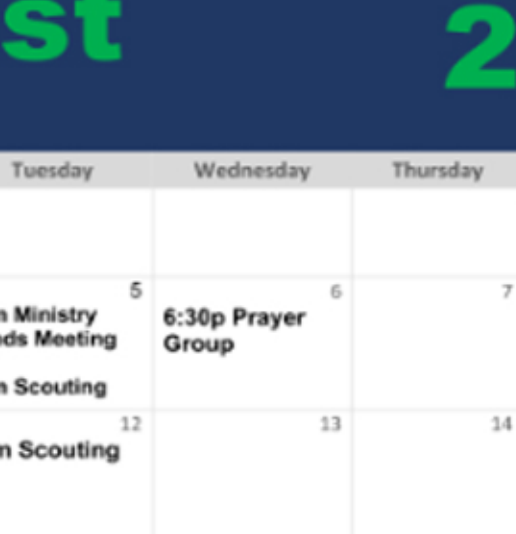 st 2
Tuesday Wednesday Thursday
5 6 7
n Ministry
ds Meeting
n Scouting
6:30p Prayer
Group
12 13 14
n Scouting